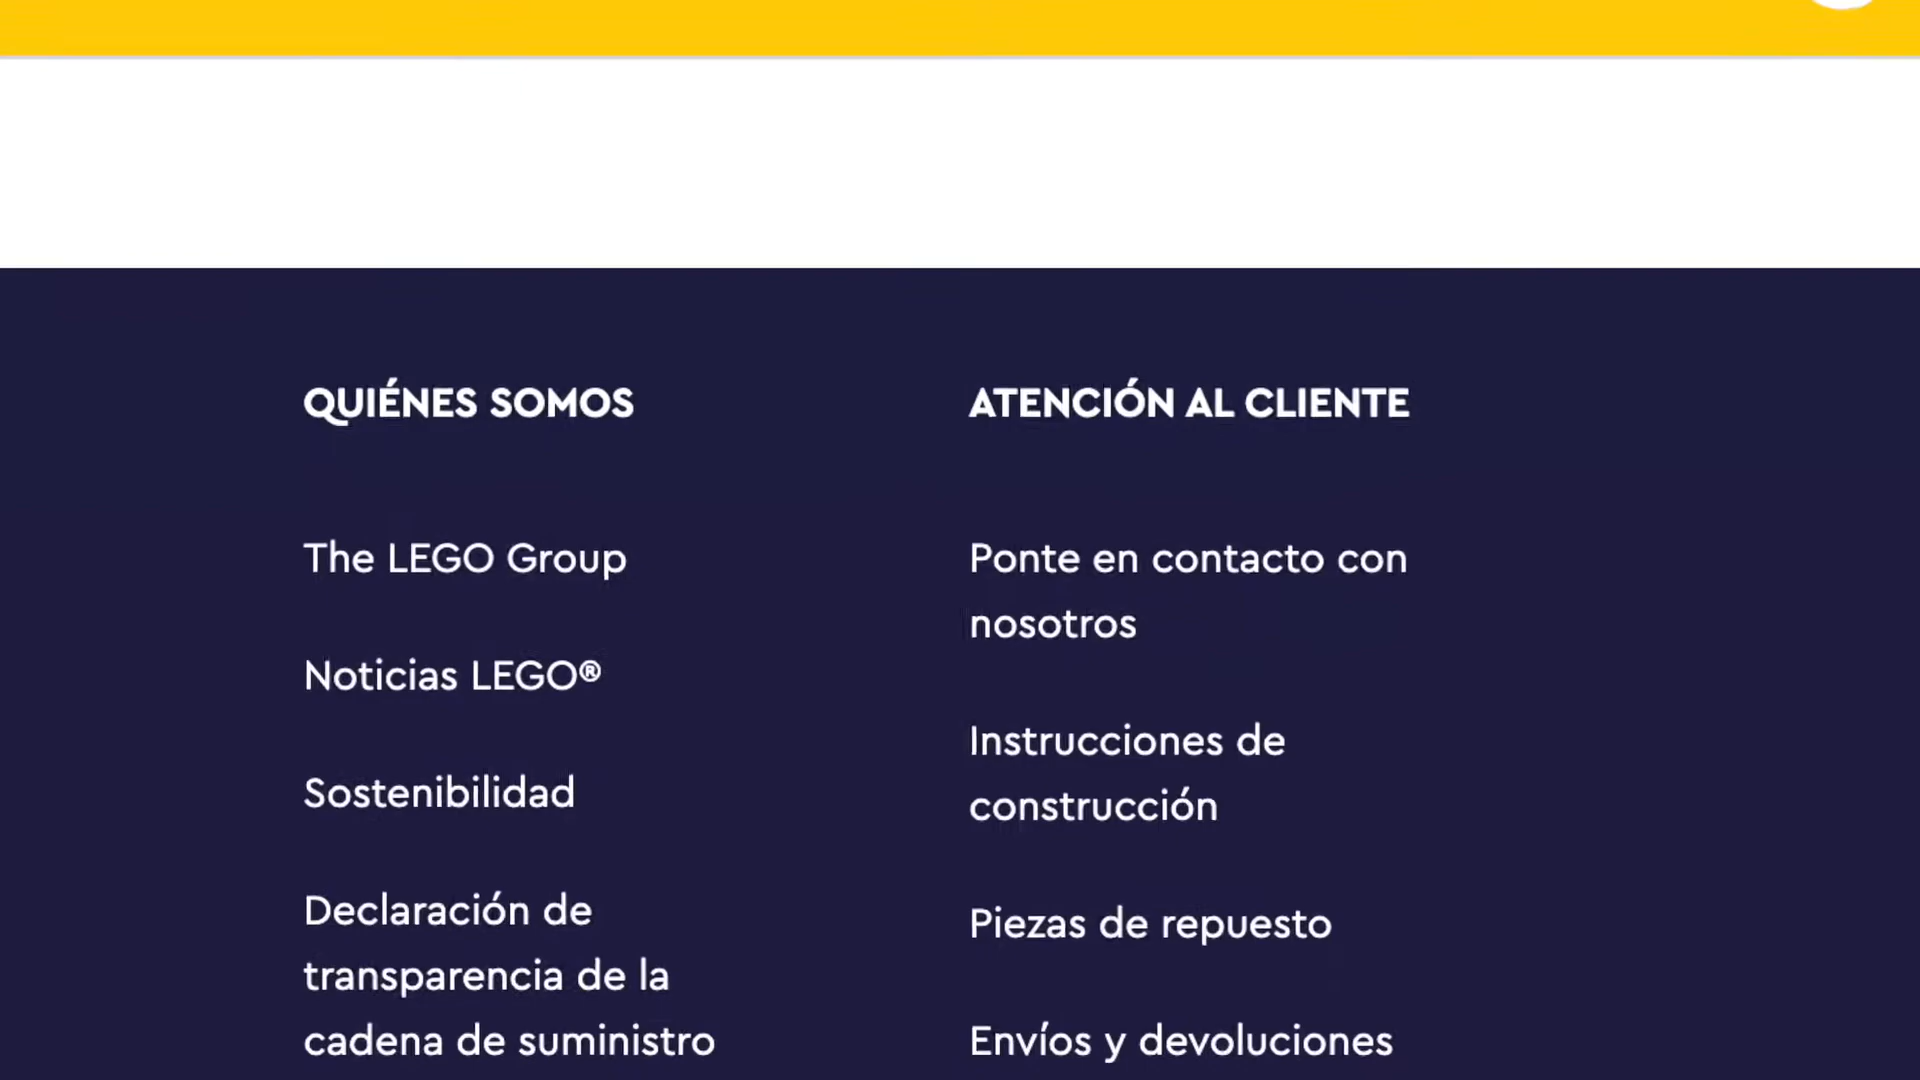 QUIÉNES SOMOS
The LEGO Group
Noticias LEGO®
Sostenibilidad
Declaración de
transparencia de la
cadena de suministro
ATENCIÓN AL CLIENTE
Ponte en contacto con
nosotros
Instrucciones de
construcción
Piezas de repuesto
Envíos y devoluciones